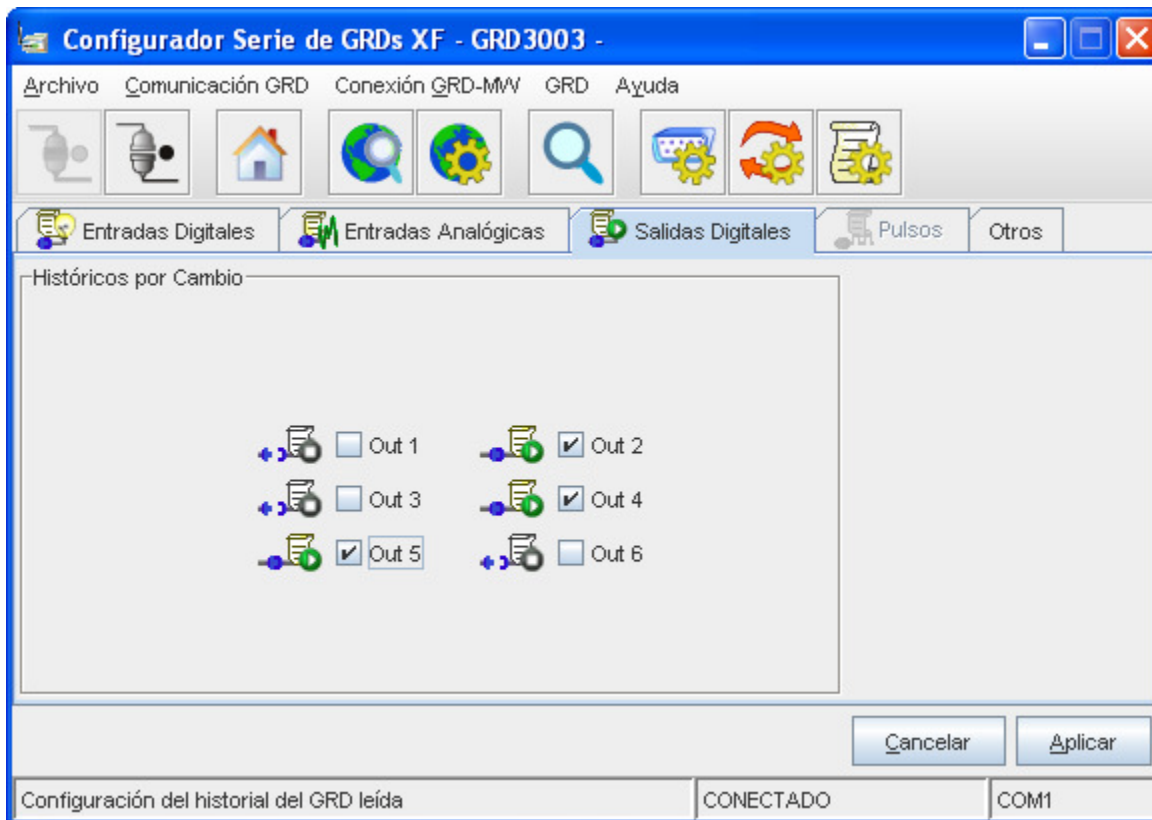 Configurador Serie de GRDs XF - GRD3003 -
Archivo Comunicación GRD Conexión GRD-MW GRD Ayuda
Entradas Digitales Entradas Analógicas Salidas Digitales Pulsos Otros
Históricos por Cambio
Out 1 Out 2
Out 3 Out 4
Out 5 Out 6
Cancelar Aplicar
Configuración del historial del GRD leída CONECTADO COM1